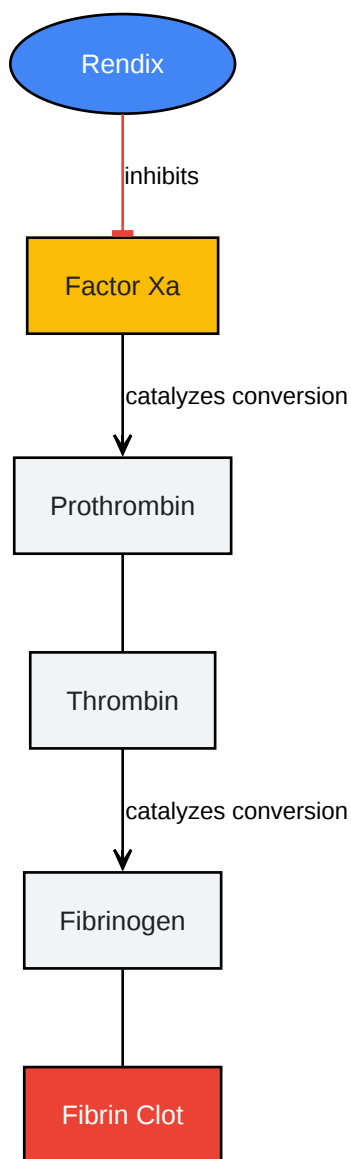 Rendix
inhibits
Factor Xa
catalyzes conversion
Prothrombin
Thrombin
catalyzes conversion
Fibrinogen
Fibrin Clot